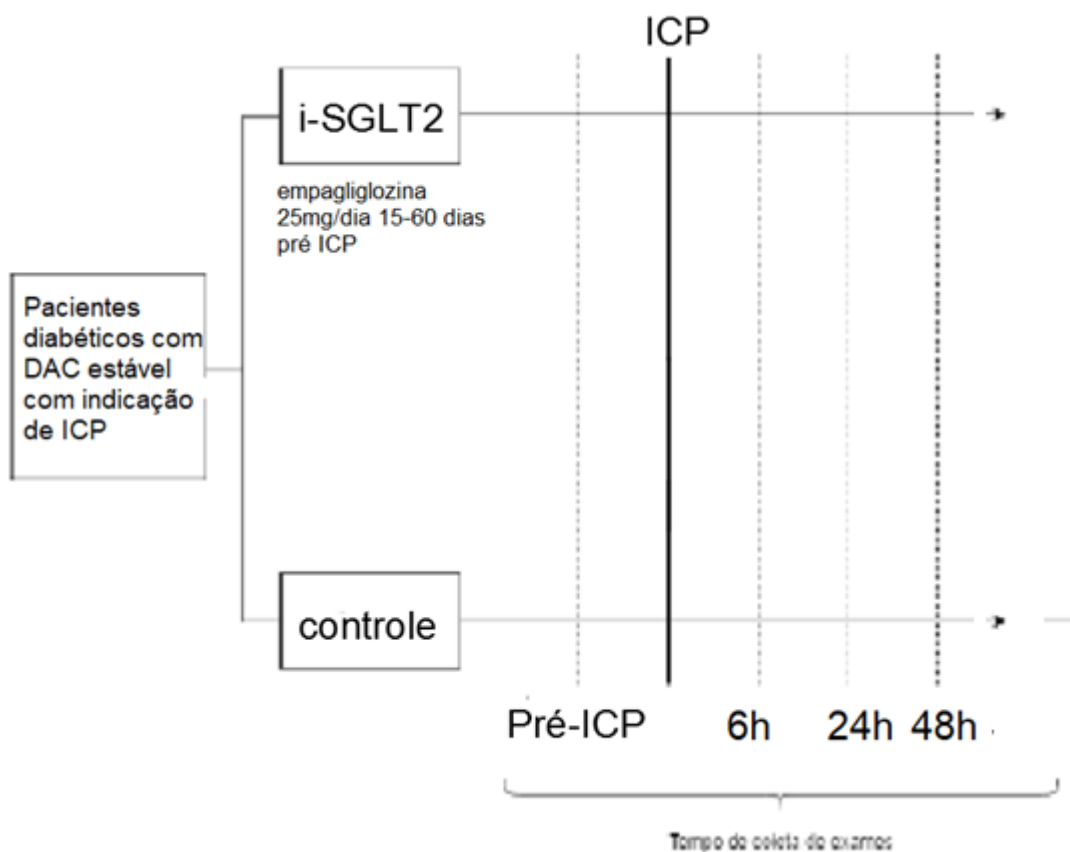 ICP
i-SGLT2
empagliglozina
25mg/dia 15-60 dias
pré ICP
Pacientes
diabéticos com
DAC estável
com indicação
de ICP
controle
Pré-ICP 6h 24h 48h
Tempo de coleta de exames